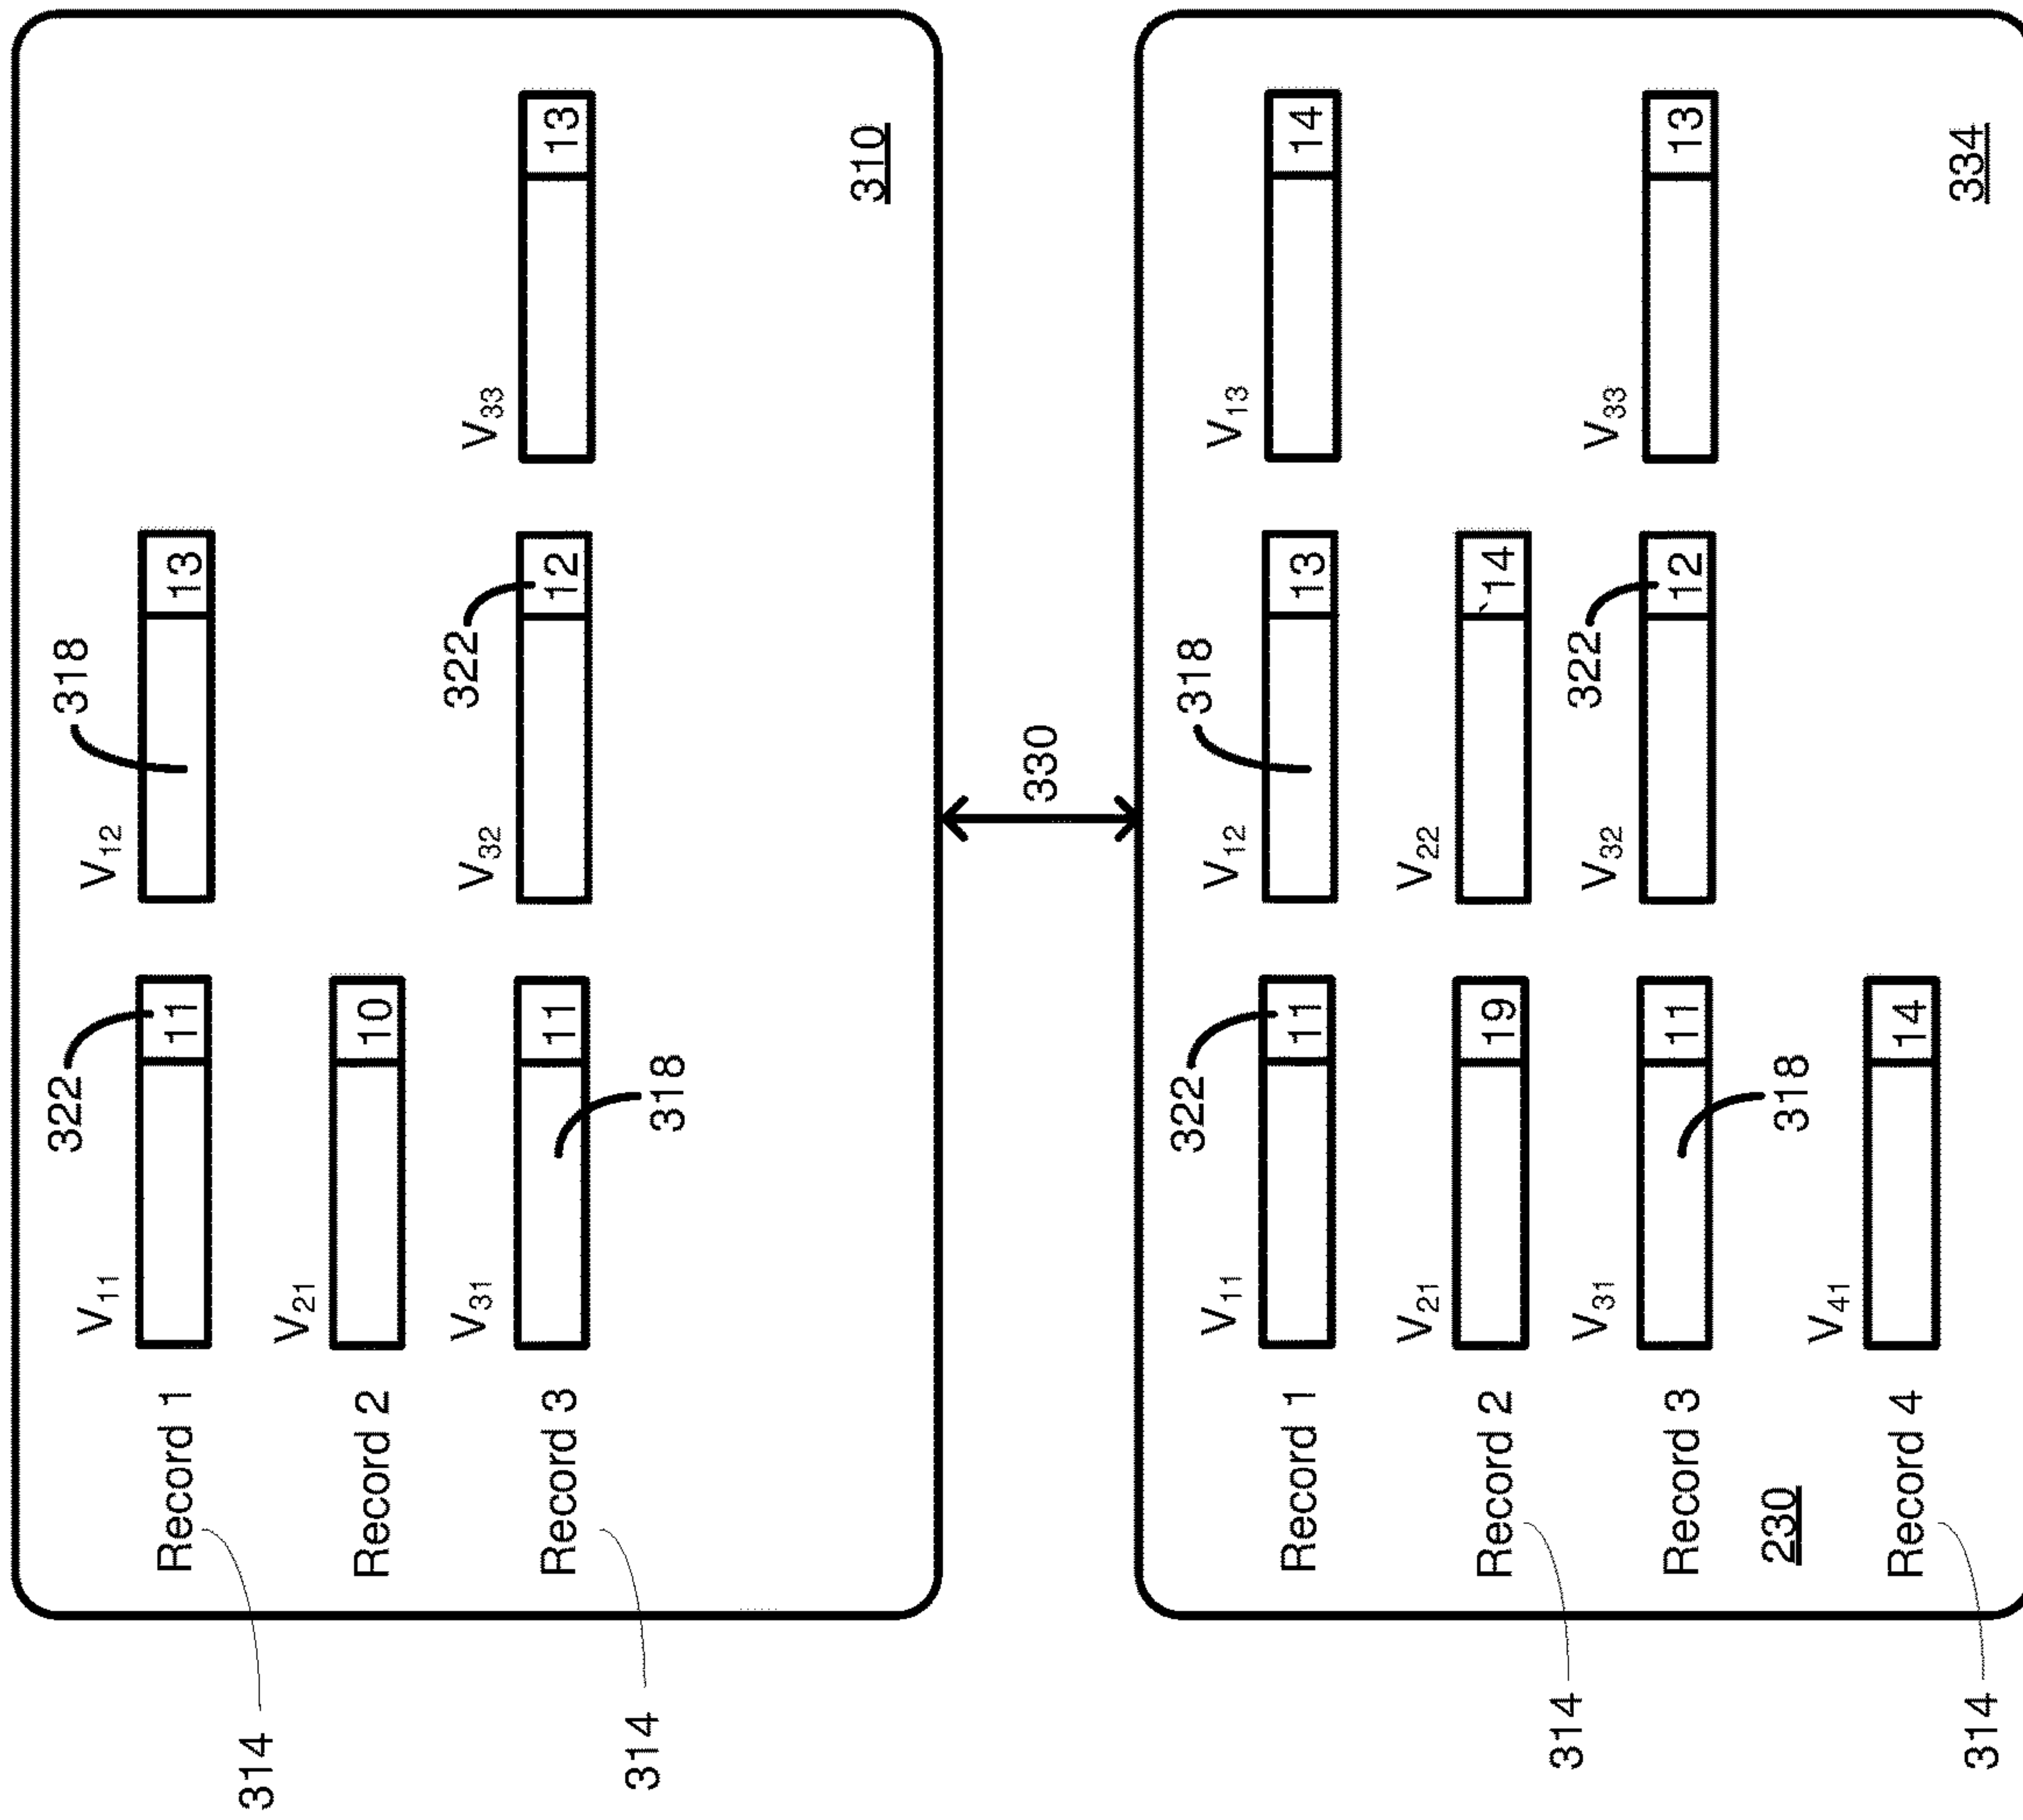 322 318
V11 V12
Record 1 11 13
314
V21
Record 2 10
V31 V32 322 V33
Record 3 11 12 13
314 318
310
330
322 318
V11 V12 V13
Record 1 11 13 14
V21 V22
Record 2 19 `14
314
V31 V32 322 V33
Record 3 11 12 13
230 318
V41
Record 4 14
334
314